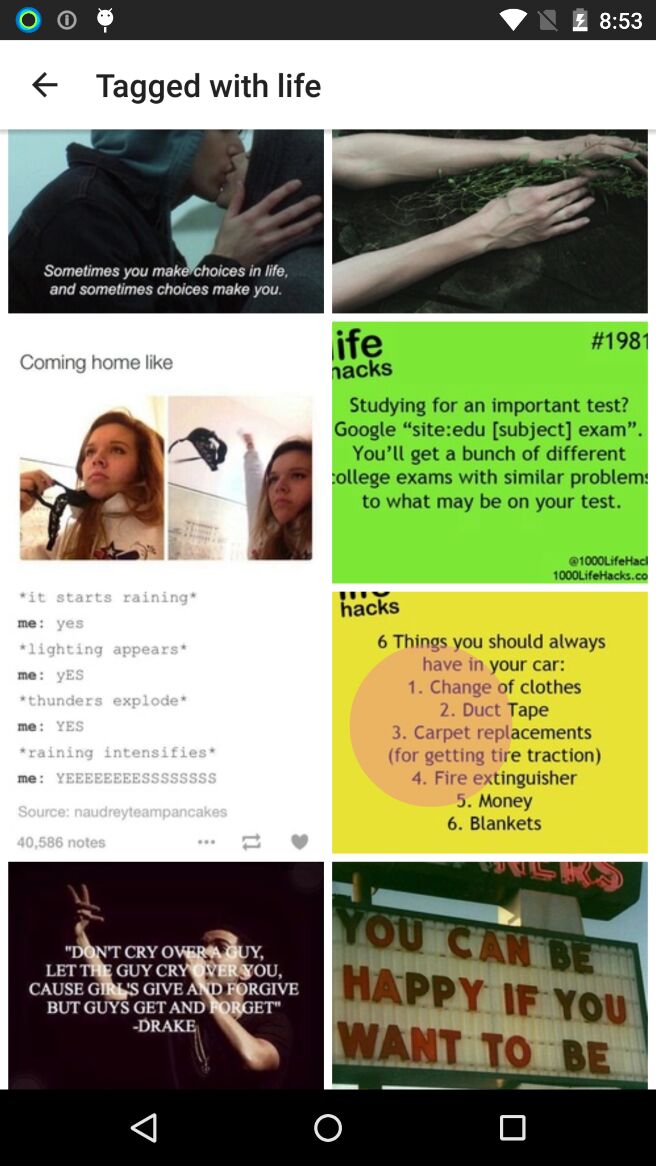 8:53
Tagged with life
Sometimes you make choices in life,
and sometimes choices make you.
Coming home like
*it starts raining*
me: yes
*lighting appears*
me: yES
*thunders explode*
me: YES
*raining intensifies*
me: YEEEEEEEESSSSSSSS
Source: naudreyteampancakes
40,586 notes
ife
hacks
#1981
Studying for an important test?
Google “site:edu [subject] exam”.
You’ll get a bunch of different
ollege exams with similar problems
to what may be on your test.
@1000LifeHac
1000LifeHacks.co
hacks
6 Things you should always
have in your car:
1. Change of clothes
2. Duct Tape
3. Carpet replacements
(for getting tire traction)
4. Fire extinguisher
5. Money
6. Blankets
"DON'T CRY OVER A GUY,
LET THE GUY CRY OVER YOU,
CAUSE GIRL'S GIVE AND FORGIVE
BUT GUYS GET AND FORGET"
-DRAKE
YOU CAN BE
HAPPY IF YOU
WANT TO BE